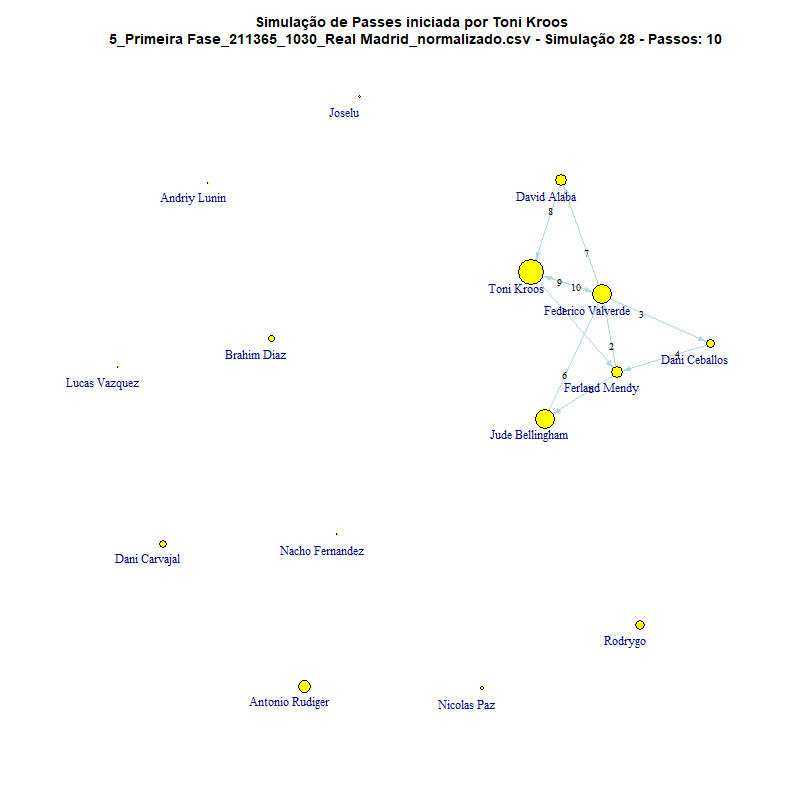 Simulação de Passes iniciada por Toni Kroos
5_Primeira Fase_211365_1030_Real Madrid_normalizado.csv - Simulação 28 - Passos: 10
Joselu
Andriy Lunin
David Alaba
8
7
Toni Kroos
9
10
Federico Valverde
3
2
Dani Ceballos
4
Brahim Diaz
Lucas Vazquez
6
Ferland Mendy
Jude Bellingham
Dani Carvajal
Nacho Fernandez
Rodrygo
Antonio Rudiger
Nicolas Paz